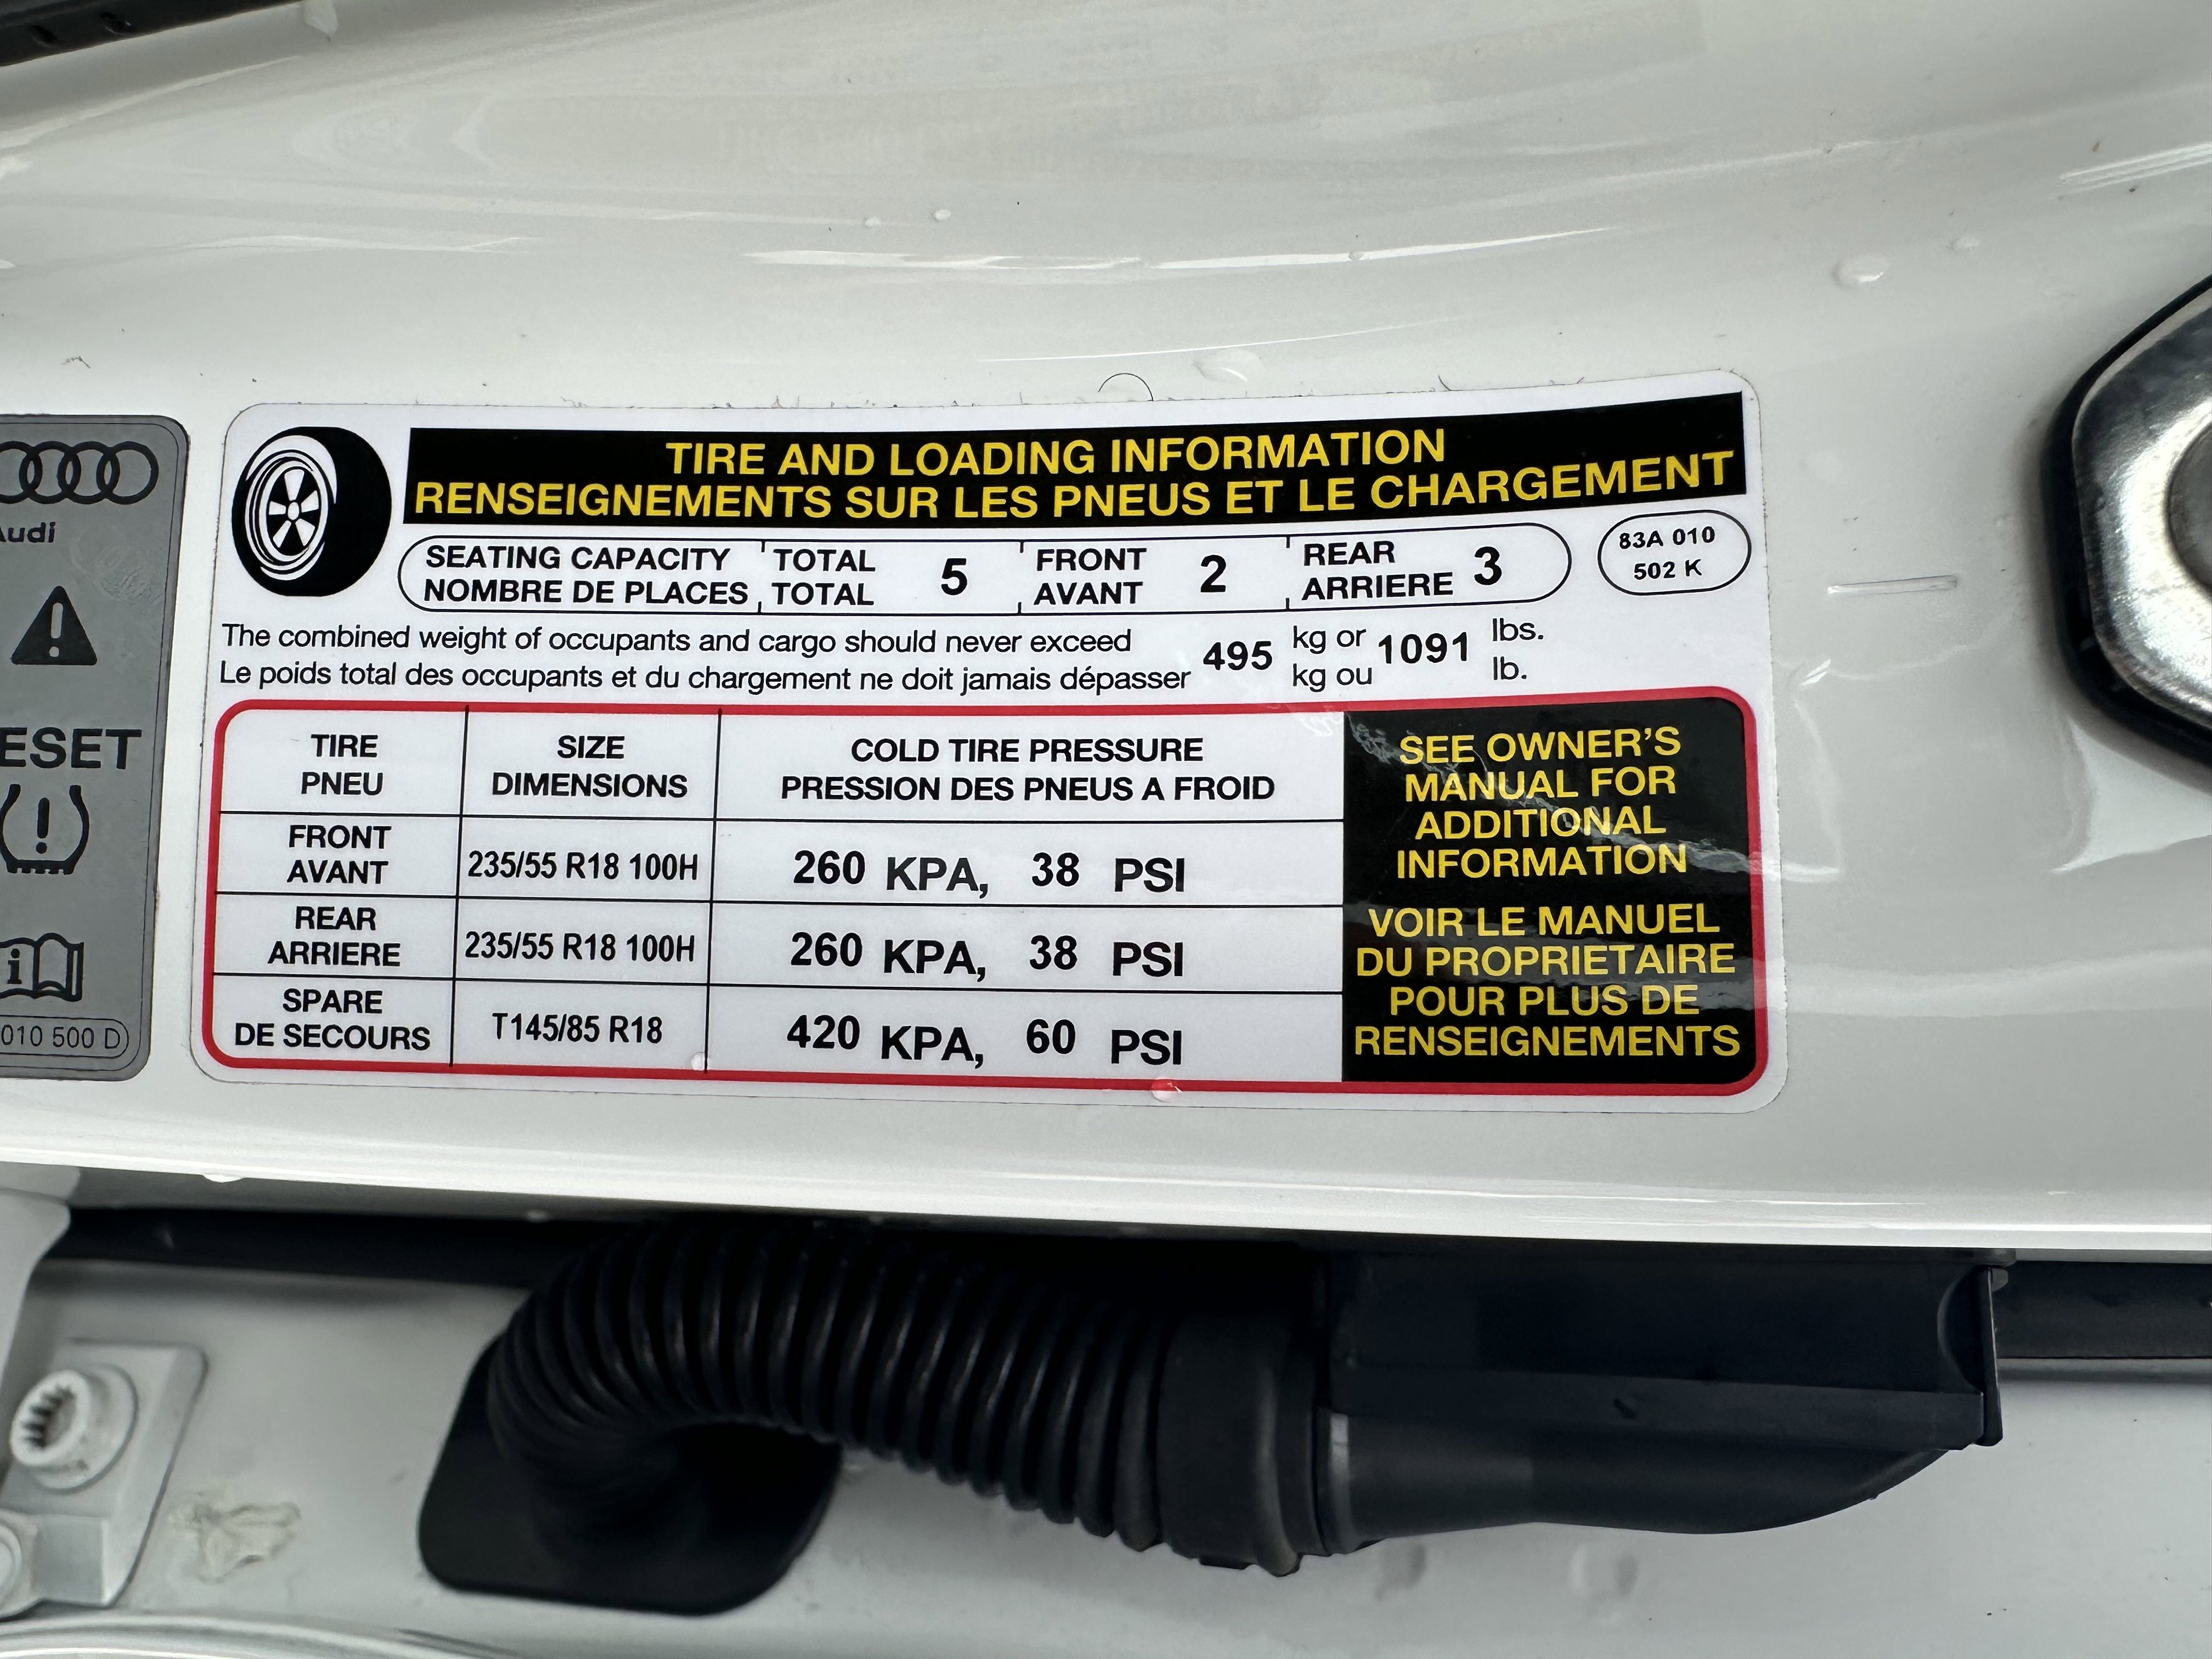 Audi
RESET
010 500 D
TIRE AND LOADING INFORMATION
RENSEIGNEMENTS SUR LES PNEUS ET LE CHARGEMENT
SEATING CAPACITY TOTAL 5 FRONT 2 REAR 3
NOMBRE DE PLACES TOTAL AVANT ARRIERE
83A 010
502 K
The combined weight of occupants and cargo should never exceed 495 kg or 1091 lbs.
Le poids total des occupants et du chargement ne doit jamais dépasser kg ou lb.
TIRE SIZE COLD TIRE PRESSURE
PNEU DIMENSIONS PRESSION DES PNEUS A FROID
FRONT
AVANT
235/55 R18 100H 260 KPA, 38 PSI
REAR
ARRIERE
235/55 R18 100H 260 KPA, 38 PSI
SPARE
DE SECOURS
T145/85 R18 420 KPA, 60 PSI
SEE OWNER'S
MANUAL FOR
ADDITIONAL
INFORMATION
VOIR LE MANUEL
DU PROPRIETAIRE
POUR PLUS DE
RENSEIGNEMENTS